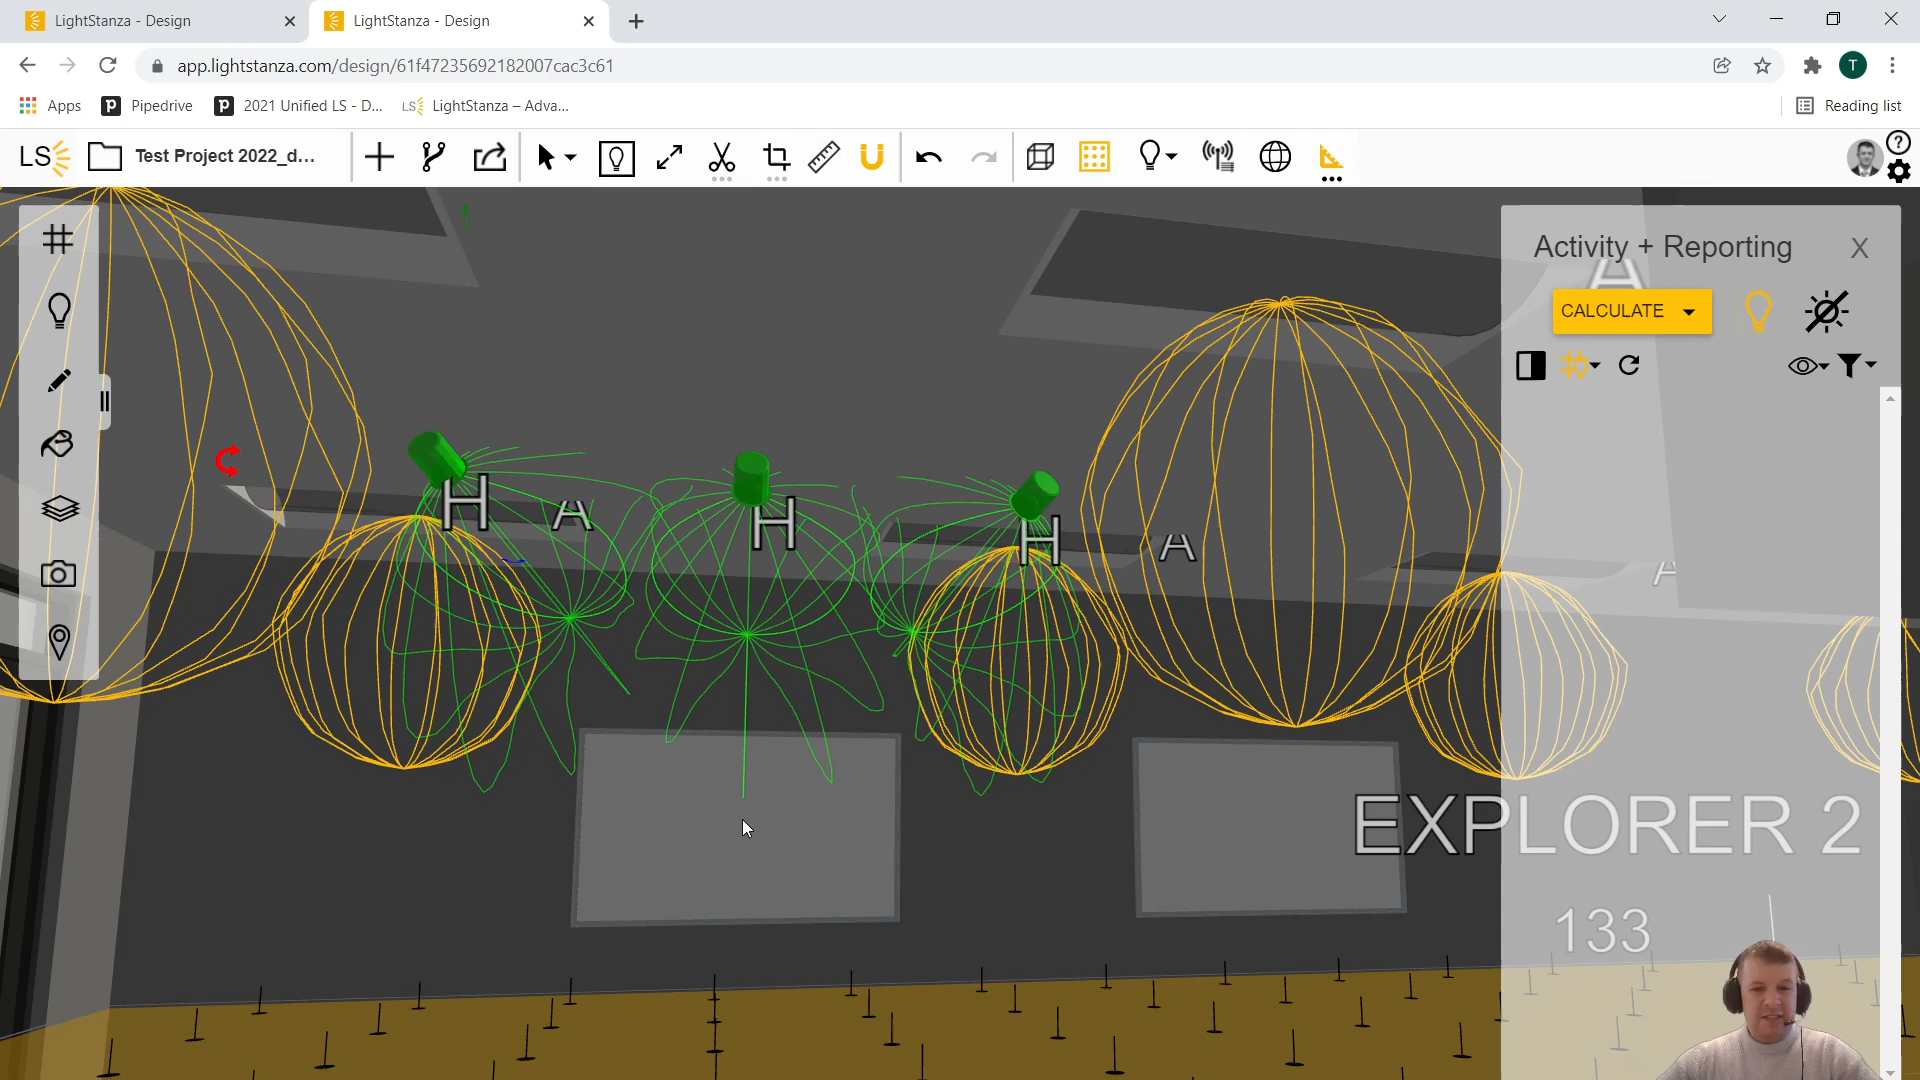 LightStanza - Design
LightStanza - Design
app.lightstanza.com/design/61f47235692182007cac3c61
T
Apps
Pipedrive
2021 Unified LS - D...
LS
LightStanza – Adva...
Reading list
LS
Test Project 2022_d...
?
Activity + Reporting
X
A
CALCULATE
H
A
H
H
A
A
EXPLORER 2
133